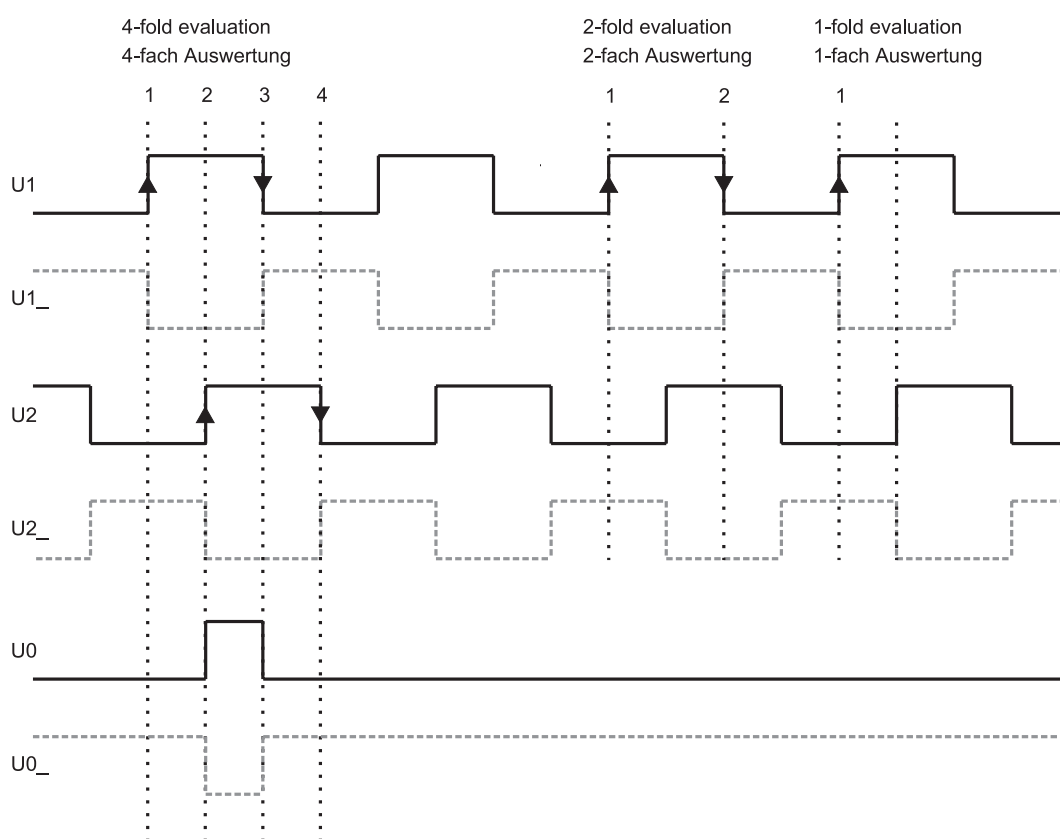 4-fold evaluation
4-fach Auswertung
2-fold evaluation
2-fach Auswertung
1-fold evaluation
1-fach Auswertung
1 2 3 4 1 2 1
U1
U1_
U2
U2_
U0
U0_